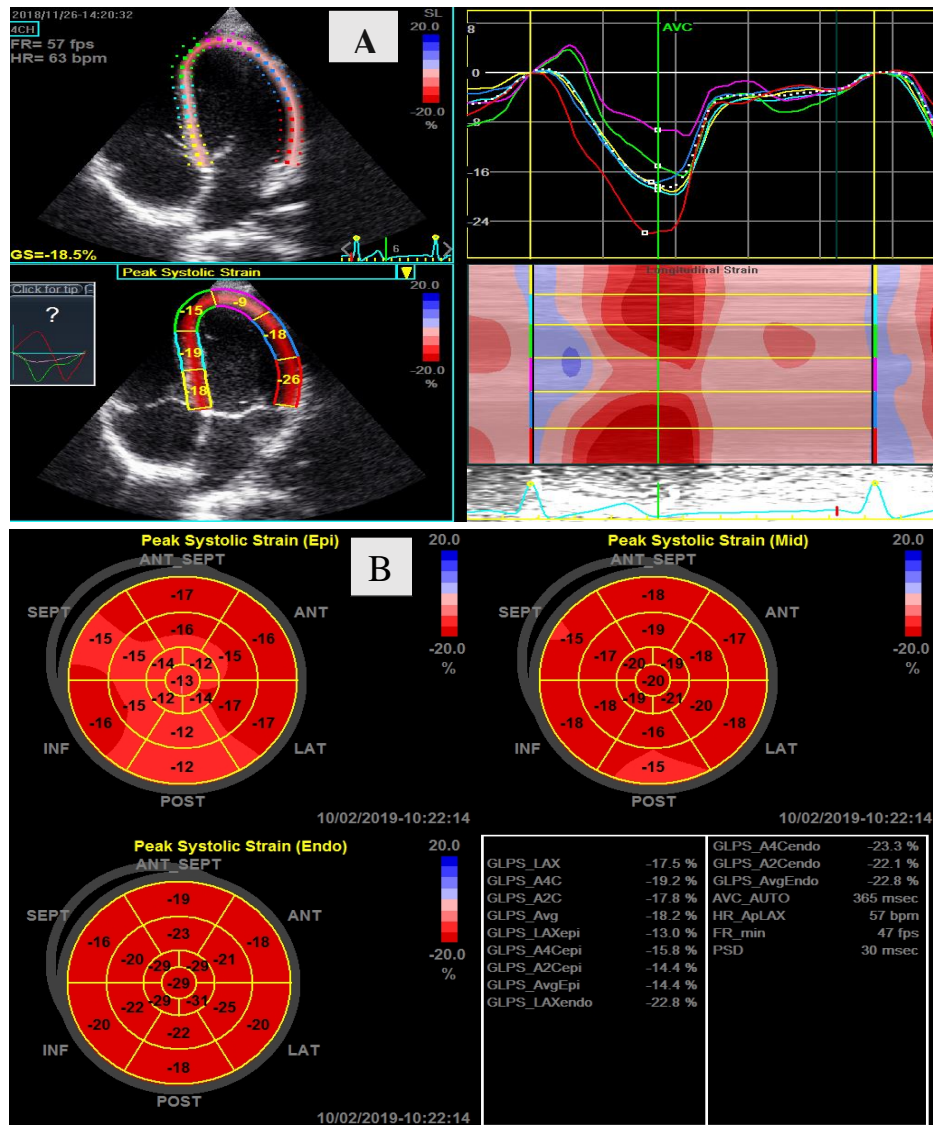 2018/11/26-14:20:32
4CH
FR= 57 fps
HR= 63 bpm
A
SL
20.0
-20.0
%
6
GS=-18.5%
8
AVC
0
-8
-16
-24
Peak Systolic Strain
Click for tip
?
20.0
-20.0
%
-15
-9
-18
-19
-18
-26
Longitudinal Strain
B
Peak Systolic Strain (Epi)
20.0
-20.0
%
ANT_SEPT
SEPT
ANT
-17
-15
-16
-16
-15
-15
-14
-12
-13
-12
-14
-15
-17
-16
-17
-12
-12
INF
LAT
POST
10/02/2019-10:22:14
Peak Systolic Strain (Mid)
20.0
-20.0
%
ANT_SEPT
SEPT
ANT
-18
-15
-19
-17
-17
-18
-20
-19
-20
-19
-21
-18
-20
-18
-18
-16
-15
INF
LAT
POST
10/02/2019-10:22:14
Peak Systolic Strain (Endo)
20.0
-20.0
%
ANT_SEPT
SEPT
ANT
-19
-16
-23
-18
-20
-21
-29
-29
-29
-29
-31
-22
-25
-20
-20
-22
-18
INF
LAT
POST
10/02/2019-10:22:14
GLPS_LAX -17.5 %
GLPS_A4C -19.2 %
GLPS_A2C -17.8 %
GLPS_Avg -18.2 %
GLPS_LAXepi -13.0 %
GLPS_A4Cepi -15.8 %
GLPS_A2Cepi -14.4 %
GLPS_AvgEpi -14.4 %
GLPS_LAXendo -22.8 %
GLPS_A4Cendo -23.3 %
GLPS_A2Cendo -22.1 %
GLPS_AvgEndo -22.8 %
AVC_AUTO 365 msec
HR_ApLAX 57 bpm
FR_min 47 fps
PSD 30 msec